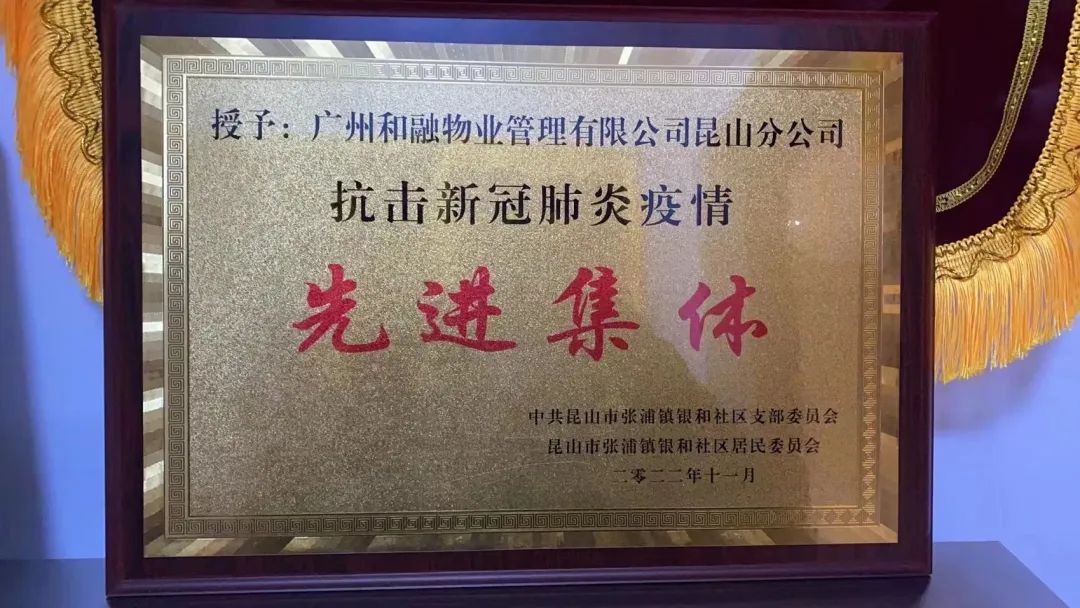 授予：广州和融物业管理有限公司昆山分公司
抗击新冠肺炎疫情
先进集体
中共昆山市张浦镇银和社区支部委员会
昆山市张浦镇银和社区居民委员会
二零二二年十一月